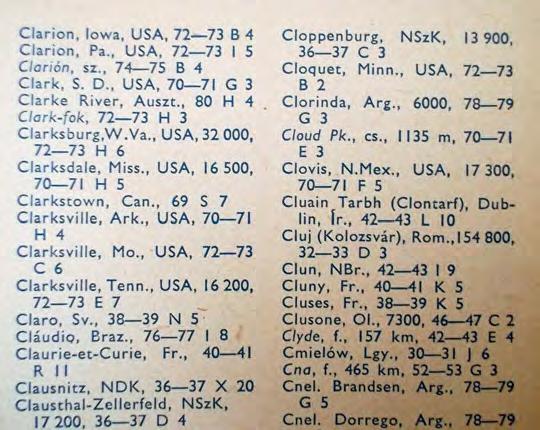 Clarion, Iowa, USA, 72—73 B 4
Clarion, Pa., USA, 72—73 I 5
Clarión, sz., 74—75 B 4
Clark, S. D., USA, 70—71 G 3
Clarke River, Auszt., 80 H 4
Clark-fok, 72—73 H 3
Clarksburg, W. Va., USA, 32 000,
72—73 H 6
Clarksdale, Miss., USA, 16 500,
70—71 H 5
Clarkstown, Can., 69 S 7
Clarksville, Ark., USA, 70—71
H 4
Clarksville, Mo., USA, 72—73
C 6
Clarksville, Tenn., USA, 16 200,
72—73 E 7
Claro, Sv., 38—39 N 5
Cláudio, Braz., 76—77 I 8
Claurie-et-Curie, Fr., 40—41
R 11
Clausnitz, NDK, 36—37 X 20
Clausthal-Zellerfeld, NSzK,
17 200, 36—37 D 4
Cloppenburg, NSzK, 13 900,
36—37 C 3
Cloquet, Minn., USA, 72—73
B 2
Clorinda, Arg., 6000, 78—79
G 3
Cloud Pk., cs., 1135 m, 70—71
E 3
Clovis, N.Mex., USA, 17 300,
70—71 F 5
Cluain Tarbh (Clontarf), Dub-
lin, Ír., 42—43 L 10
Cluj (Kolozsvár), Rom., 154 800,
32—33 D 3
Clun, NBr., 42—43 I 9
Cluny, Fr., 40—41 K 5
Cluses, Fr., 38—39 K 5
Clusone, Ol., 7300, 46—47 C 2
Clyde, f., 157 km, 42—43 E 4
Cmielów, Lgy., 30—31 J 6
Cna, f., 465 km, 52—53 G 3
Cnel. Brandsen, Arg., 78—79
G 5
Cnel. Dorrego, Arg., 78—79